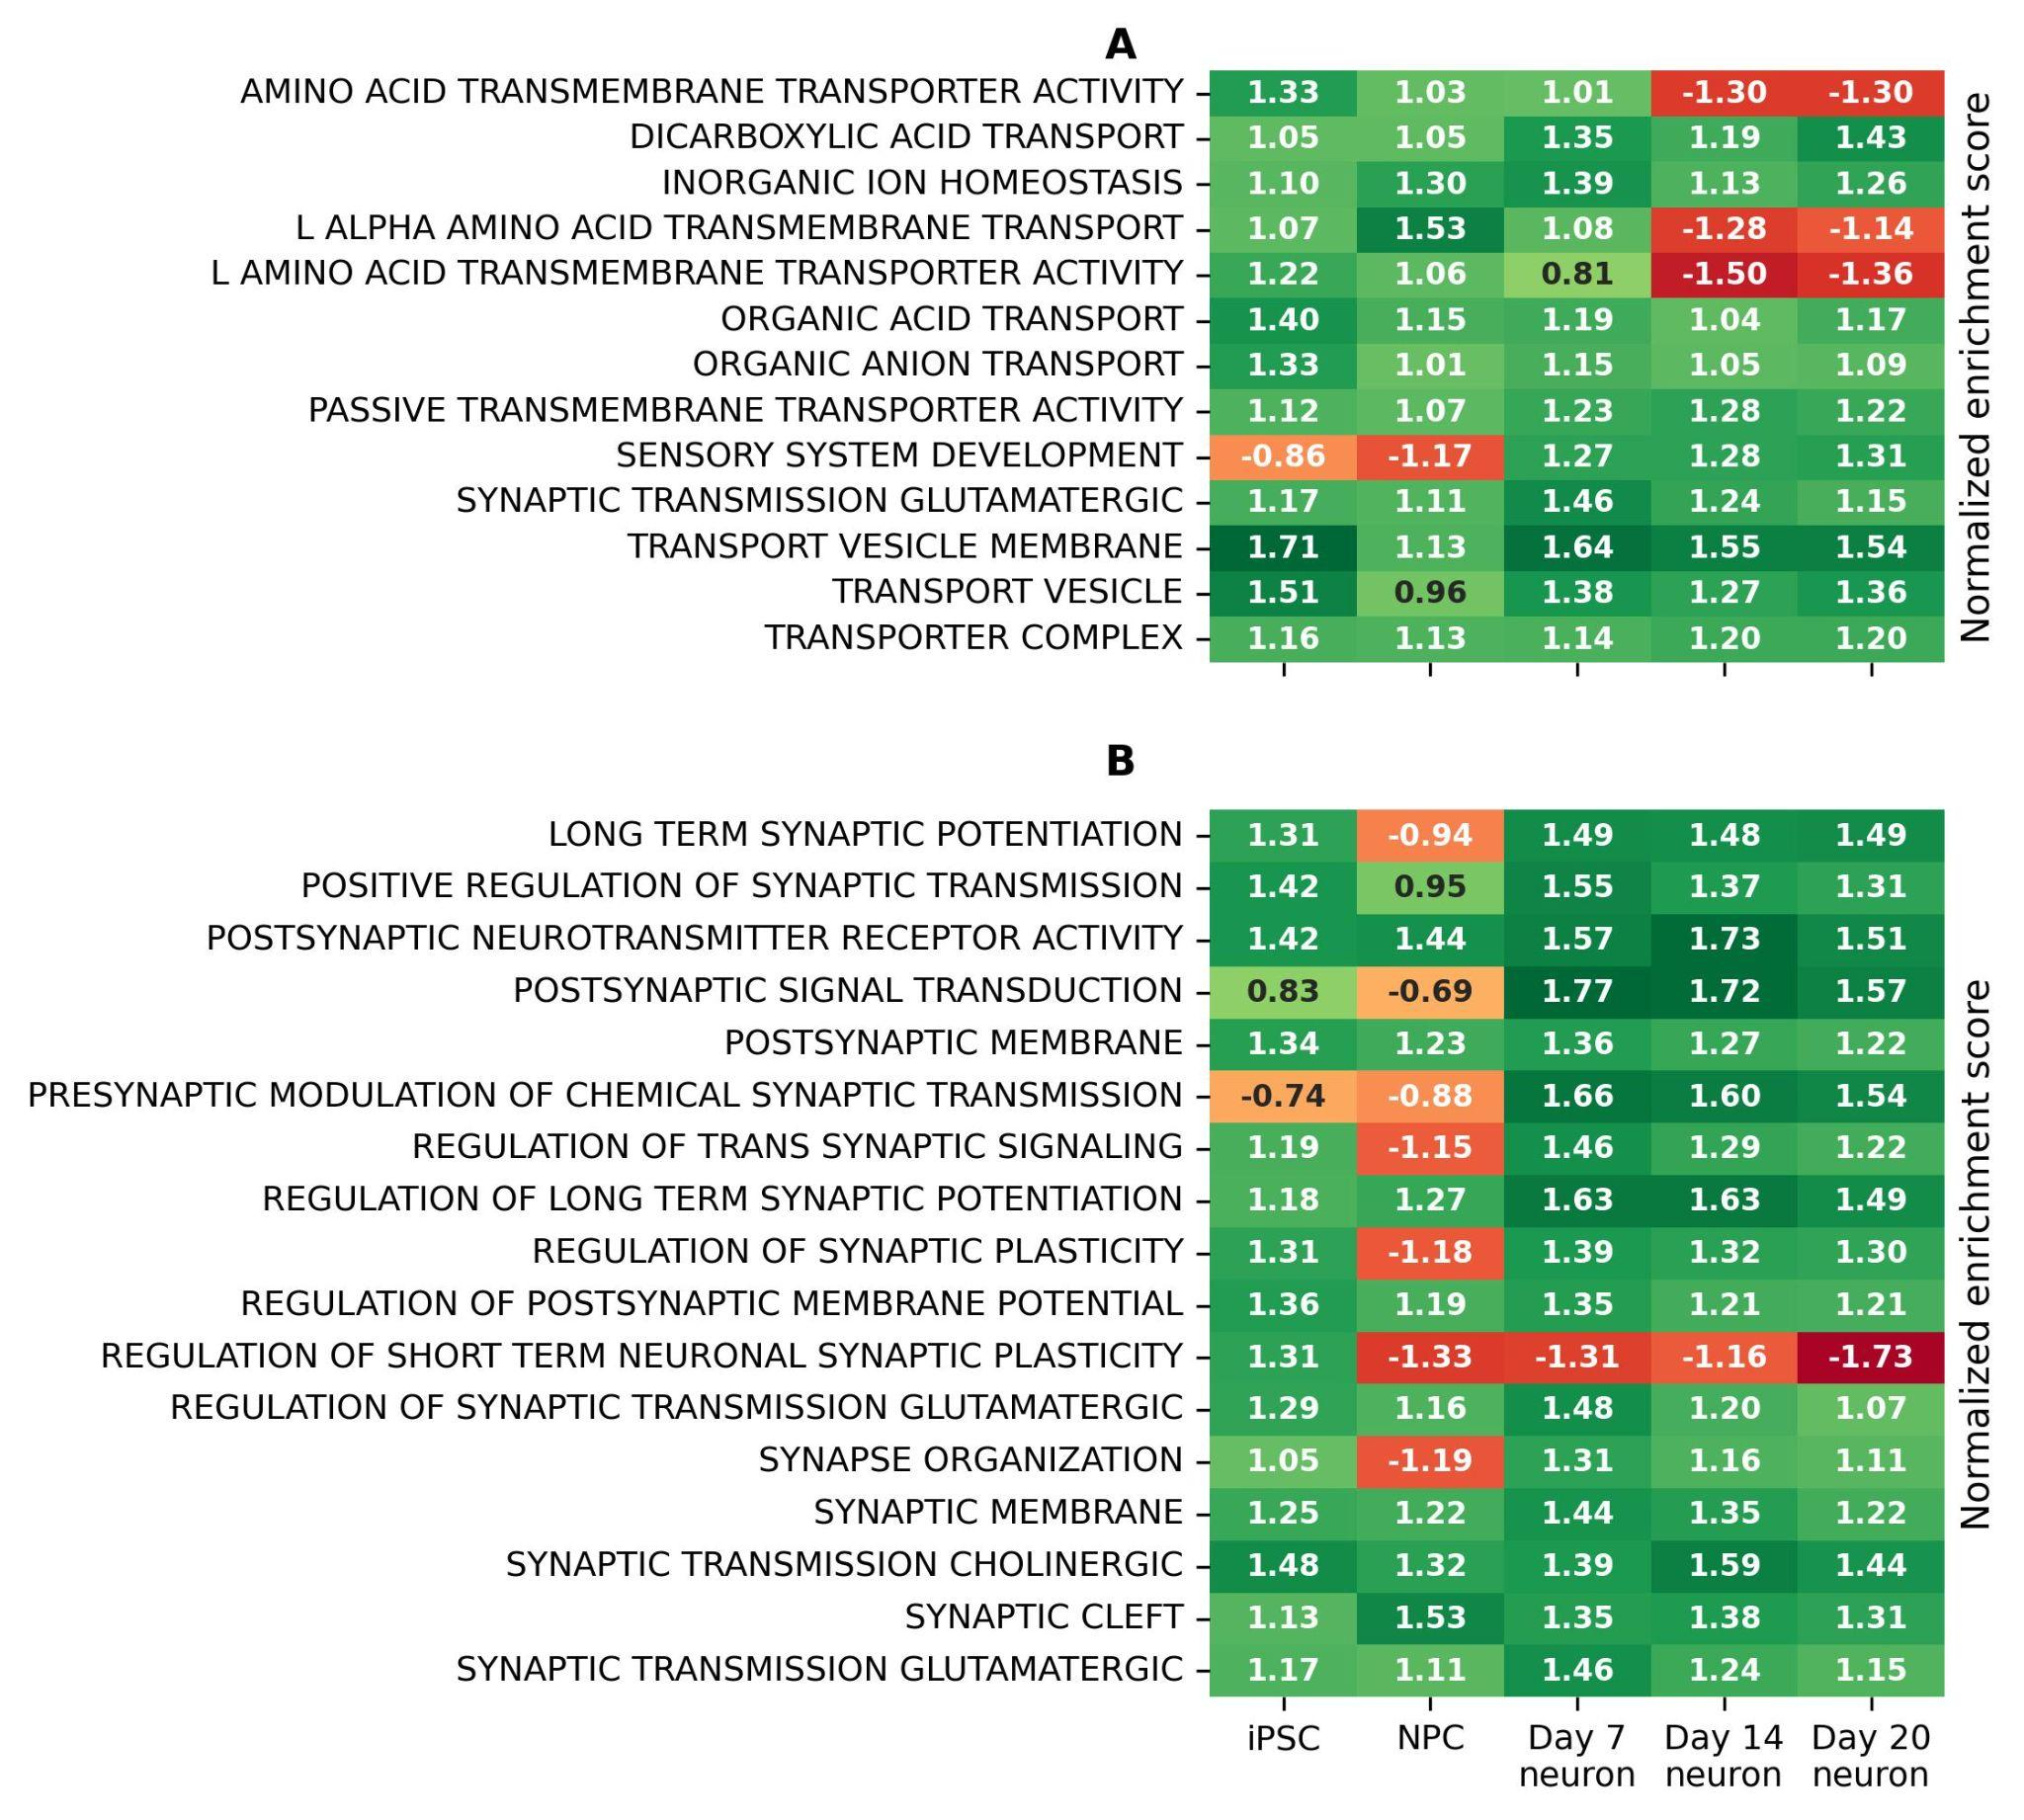 A
AMINO ACID TRANSMEMBRANE TRANSPORTER ACTIVITY 1.33 1.03 1.01 -1.30 -1.30
DICARBOXYLIC ACID TRANSPORT 1.05 1.05 1.35 1.19 1.43
INORGANIC ION HOMEOSTASIS 1.10 1.30 1.39 1.13 1.26
L ALPHA AMINO ACID TRANSMEMBRANE TRANSPORT 1.07 1.53 1.08 -1.28 -1.14
L AMINO ACID TRANSMEMBRANE TRANSPORTER ACTIVITY 1.22 1.06 0.81 -1.50 -1.36
ORGANIC ACID TRANSPORT 1.40 1.15 1.19 1.04 1.17
ORGANIC ANION TRANSPORT 1.33 1.01 1.15 1.05 1.09
PASSIVE TRANSMEMBRANE TRANSPORTER ACTIVITY 1.12 1.07 1.23 1.28 1.22
SENSORY SYSTEM DEVELOPMENT -0.86 -1.17 1.27 1.28 1.31
SYNAPTIC TRANSMISSION GLUTAMATERGIC 1.17 1.11 1.46 1.24 1.15
TRANSPORT VESICLE MEMBRANE 1.71 1.13 1.64 1.55 1.54
TRANSPORT VESICLE 1.51 0.96 1.38 1.27 1.36
TRANSPORTER COMPLEX 1.16 1.13 1.14 1.20 1.20
Normalized enrichment score
B
LONG TERM SYNAPTIC POTENTIATION 1.31 -0.94 1.49 1.48 1.49
POSITIVE REGULATION OF SYNAPTIC TRANSMISSION 1.42 0.95 1.55 1.37 1.31
POSTSYNAPTIC NEUROTRANSMITTER RECEPTOR ACTIVITY 1.42 1.44 1.57 1.73 1.51
POSTSYNAPTIC SIGNAL TRANSDUCTION 0.83 -0.69 1.77 1.72 1.57
POSTSYNAPTIC MEMBRANE 1.34 1.23 1.36 1.27 1.22
PRESYNAPTIC MODULATION OF CHEMICAL SYNAPTIC TRANSMISSION -0.74 -0.88 1.66 1.60 1.54
REGULATION OF TRANS SYNAPTIC SIGNALING 1.19 -1.15 1.46 1.29 1.22
REGULATION OF LONG TERM SYNAPTIC POTENTIATION 1.18 1.27 1.63 1.63 1.49
REGULATION OF SYNAPTIC PLASTICITY 1.31 -1.18 1.39 1.32 1.30
REGULATION OF POSTSYNAPTIC MEMBRANE POTENTIAL 1.36 1.19 1.35 1.21 1.21
REGULATION OF SHORT TERM NEURONAL SYNAPTIC PLASTICITY 1.31 -1.33 -1.31 -1.16 -1.73
REGULATION OF SYNAPTIC TRANSMISSION GLUTAMATERGIC 1.29 1.16 1.48 1.20 1.07
SYNAPSE ORGANIZATION 1.05 -1.19 1.31 1.16 1.11
SYNAPTIC MEMBRANE 1.25 1.22 1.44 1.35 1.22
SYNAPTIC TRANSMISSION CHOLINERGIC 1.48 1.32 1.39 1.59 1.44
SYNAPTIC CLEFT 1.13 1.53 1.35 1.38 1.31
SYNAPTIC TRANSMISSION GLUTAMATERGIC 1.17 1.11 1.46 1.24 1.15
Normalized enrichment score
iPSC NPC Day 7 Day 14 Day 20
neuron neuron neuron